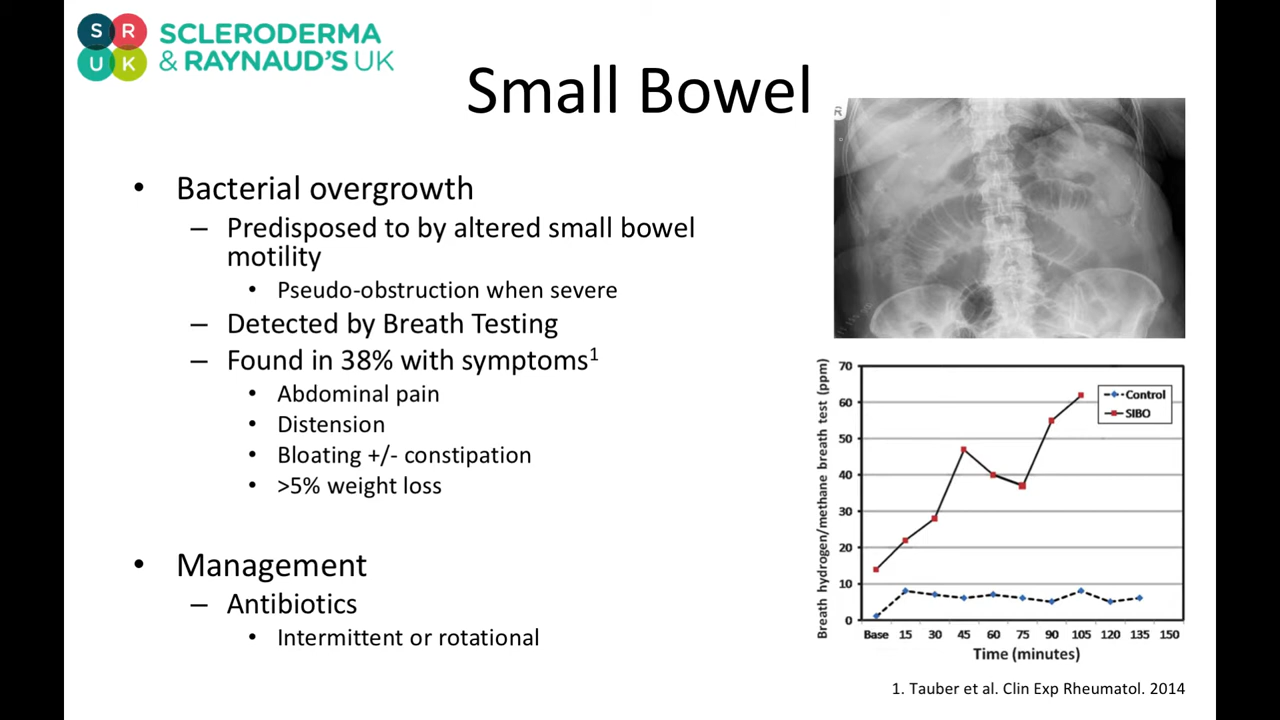 S R
U K
SCLERODERMA
& RAYNAUD'S UK
Small Bowel
• Bacterial overgrowth
– Predisposed to by altered small bowel
motility
• Pseudo-obstruction when severe
– Detected by Breath Testing
– Found in 38% with symptoms1
• Abdominal pain
• Distension
• Bloating +/- constipation
• >5% weight loss
• Management
– Antibiotics
• Intermittent or rotational
R
Breath hydrogen/methane breath test (ppm)
70
60
50
40
30
20
10
0
Control
SIBO
Base 15 30 45 60 75 90 105 120 135 150
Time (minutes)
1. Tauber et al. Clin Exp Rheumatol. 2014